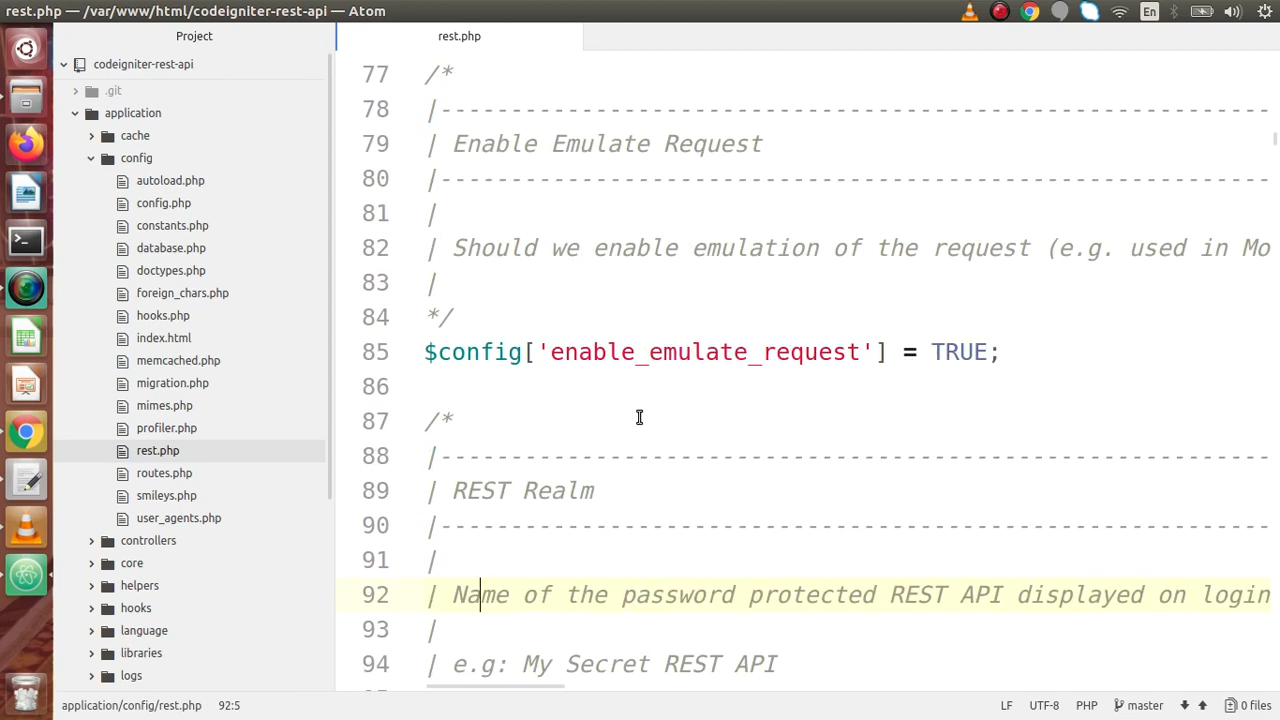 rest.php — /var/www/html/codeigniter-rest-api — Atom
En
Project
rest.php
codeigniter-rest-api
.git
application
cache
config
autoload.php
config.php
constants.php
database.php
doctypes.php
foreign_chars.php
hooks.php
index.html
memcached.php
migration.php
mimes.php
profiler.php
rest.php
routes.php
smileys.php
user_agents.php
controllers
core
helpers
hooks
language
libraries
logs
77 /*
78 |-----------------------------------------------------------
79 | Enable Emulate Request
80 |-----------------------------------------------------------
81 |
82 | Should we enable emulation of the request (e.g. used in Mo
83 |
84 */
85 $config['enable_emulate_request'] = TRUE;
86
87 /*
88 |-----------------------------------------------------------
89 | REST Realm
90 |-----------------------------------------------------------
91 |
92 | Name of the password protected REST API displayed on login
93 |
94 | e.g: My Secret REST API
application/config/rest.php 92:5 LF UTF-8 PHP master 0 files